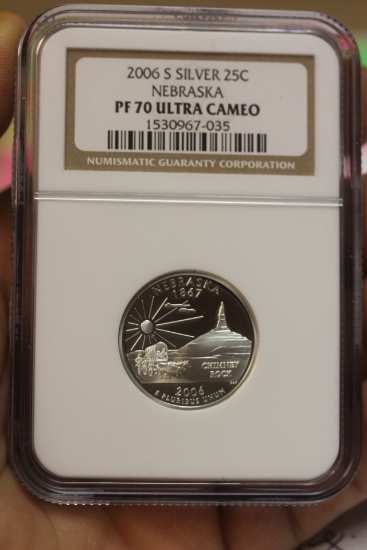 2006 S SILVER 25C
NEBRASKA
PF 70 ULTRA CAMEO
1530967-035
NUMISMATIC GUARANTY CORPORATION
NEBRASKA
1867
CHIMNEY
ROCK
2006
E PLURIBUS UNUM